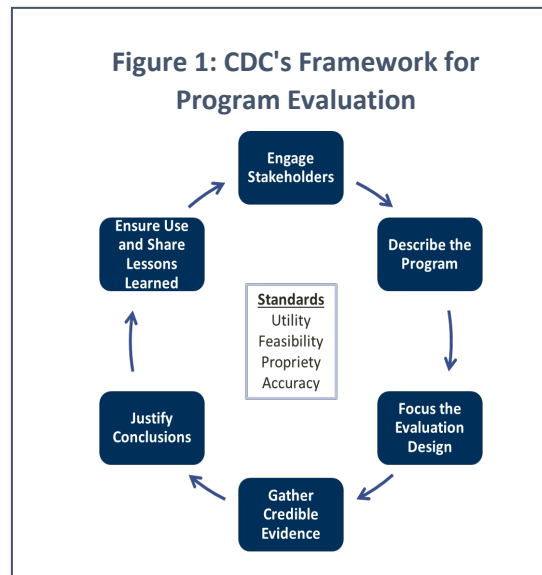 Figure 1: CDC's Framework for
Program Evaluation
Engage
Stakeholders
Describe the
Program
Focus the
Evaluation
Design
Gather
Credible
Evidence
Justify
Conclusions
Ensure Use
and Share
Lessons
Learned
Standards
Utility
Feasibility
Propriety
Accuracy